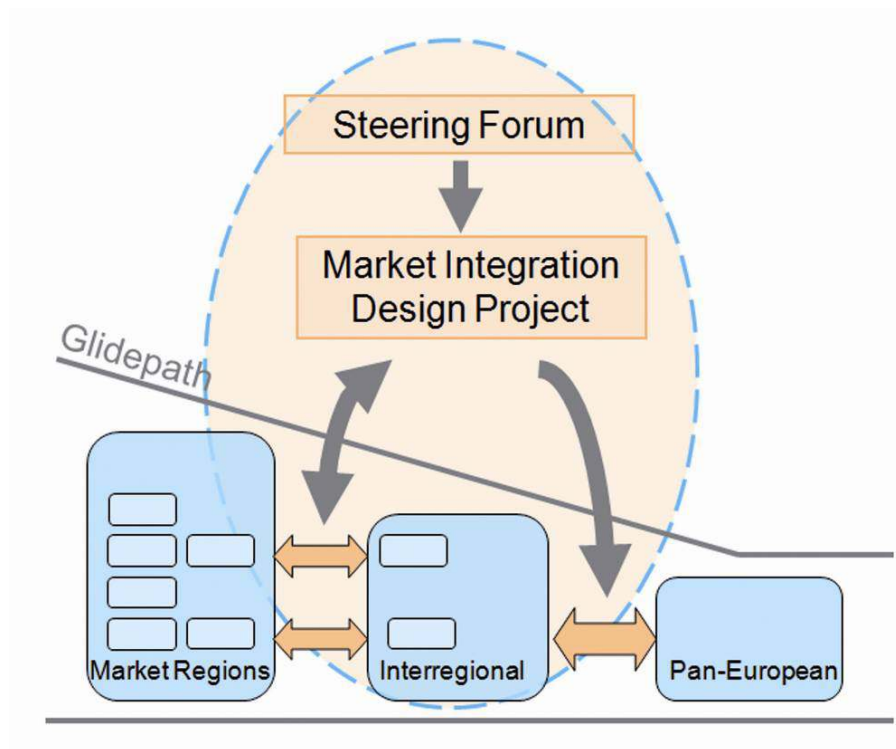 Steering Forum
Market Integration
Design Project
Glidepath
Market Regions
Interregional
Pan-European